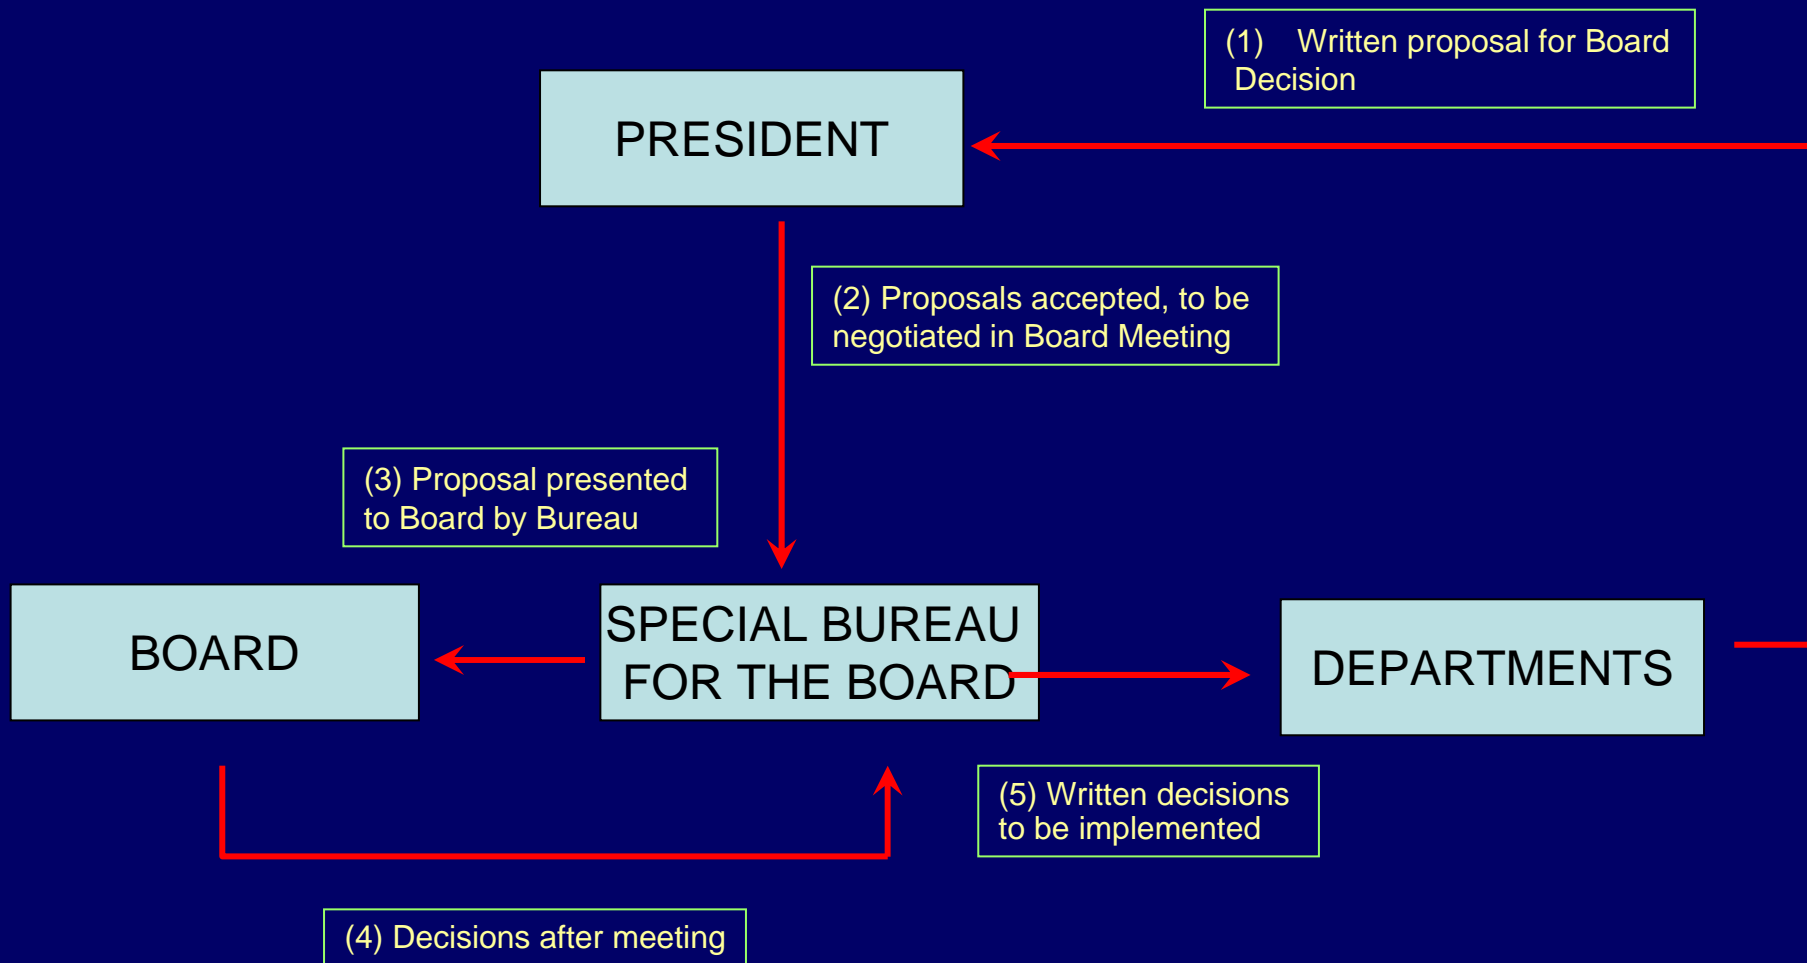 (1) Written proposal for Board
Decision
PRESIDENT
(2) Proposals accepted, to be
negotiated in Board Meeting
(3) Proposal presented
to Board by Bureau
BOARD
SPECIAL BUREAU
FOR THE BOARD
DEPARTMENTS
(5) Written decisions
to be implemented
(4) Decisions after meeting